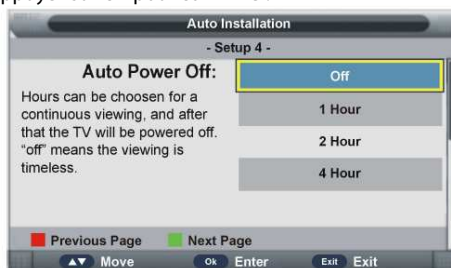 Auto Installation
- Setup 4 -
Auto Power Off:
Hours can be choosen for a
continuous viewing, and after
that the TV will be powered off.
“off” means the viewing is
timeless.
Off
1 Hour
2 Hour
4 Hour
Previous Page Next Page
Move Ok Enter Exit Exit